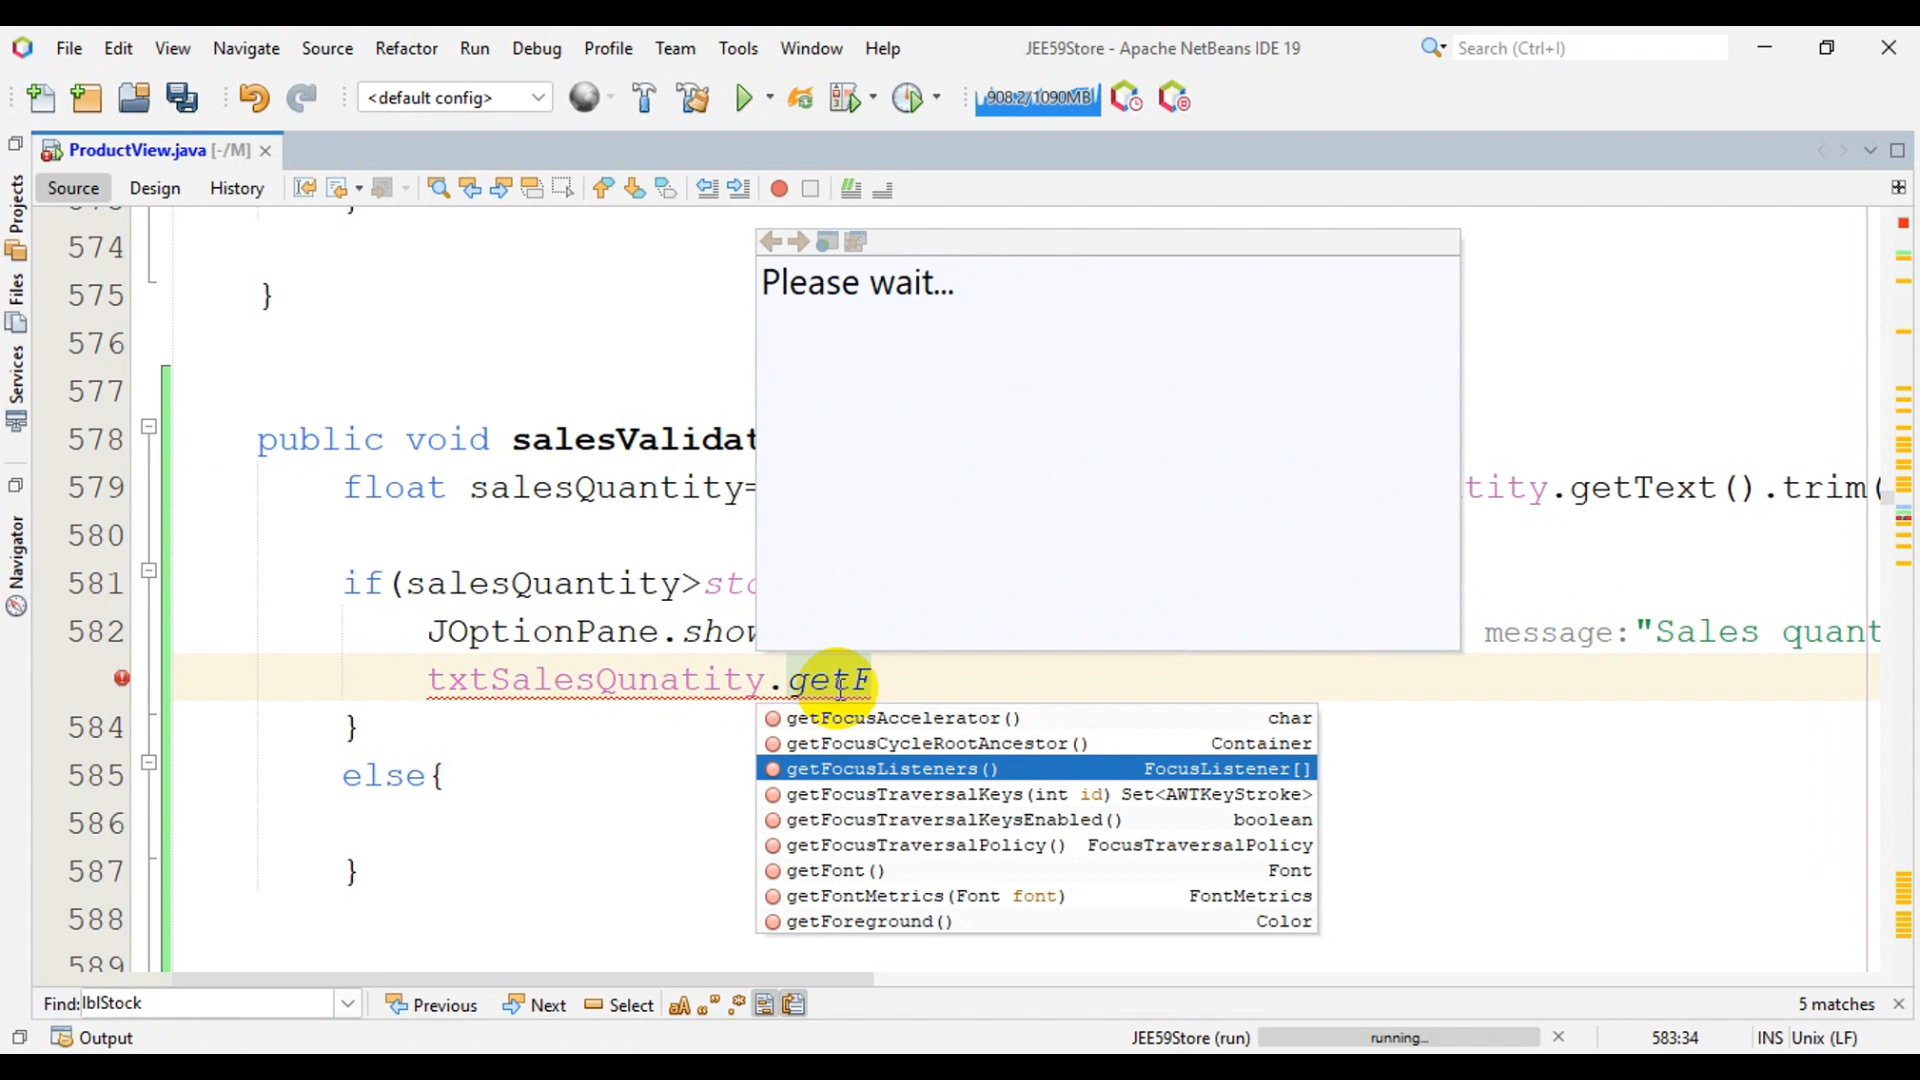 File Edit View Navigate Source Refactor Run Debug Profile Team Tools Window Help
JEE59Store - Apache NetBeans IDE 19
Search (Ctrl+I)
<default config>
908.2/1090MB
ProductView.java [-/M]
Source Design History
Projects
Files
Services
Navigator
574
575 }
576
577
578 public void salesValidat
579 float salesQuantity= tity.getText().trim(
580
581 if(salesQuantity>sto
582 JOptionPane.show message:"Sales quant
txtSalesQunatity.getF
584 }
585 else{
586
587 }
588
589
Please wait...
getFocusAccelerator() char
getFocusCycleRootAncestor() Container
getFocusListeners() FocusListener[]
getFocusTraversalKeys(int id) Set<AWTKeyStroke>
getFocusTraversalKeysEnabled() boolean
getFocusTraversalPolicy() FocusTraversalPolicy
getFont() Font
getFontMetrics(Font font) FontMetrics
getForeground() Color
Find: lblStock Previous Next Select 5 matches
Output JEE59Store (run) running... 583:34 INS Unix (LF)